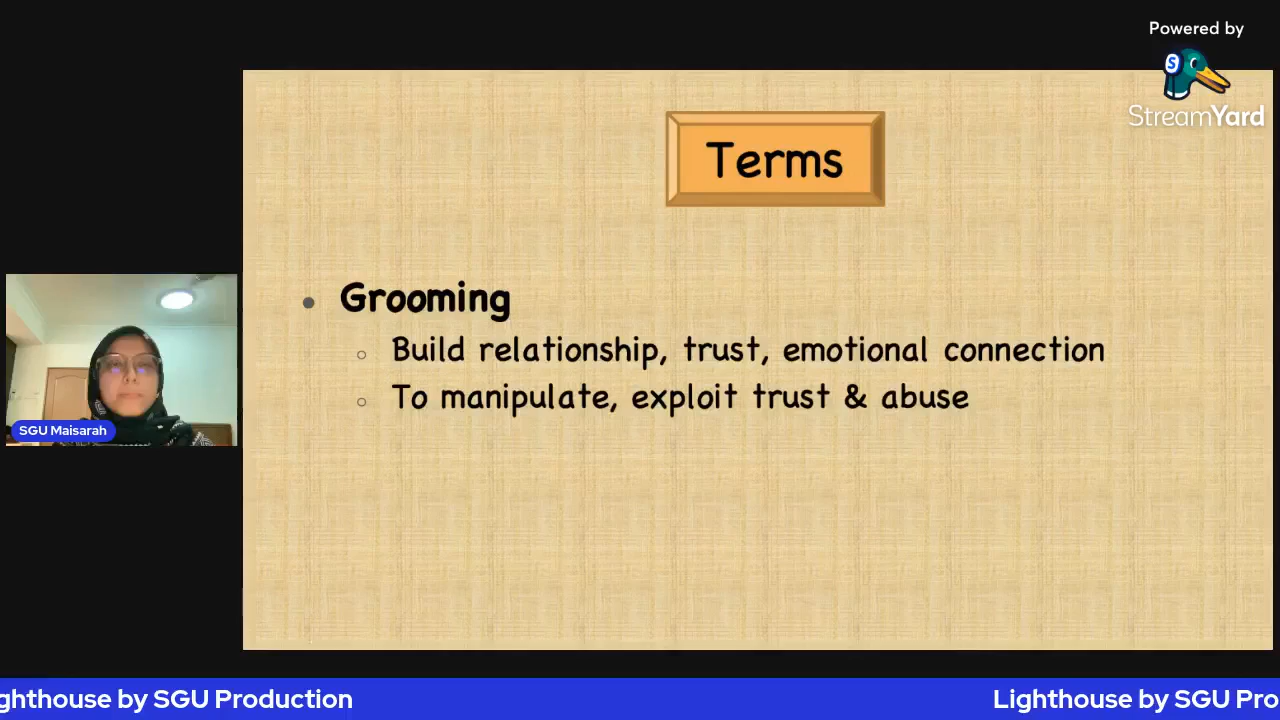 Powered by
S
StreamYard
Terms
Grooming
Build relationship, trust, emotional connection
To manipulate, exploit trust & abuse
SGU Maisarah
ghthouse by SGU Production
Lighthouse by SGU Pro